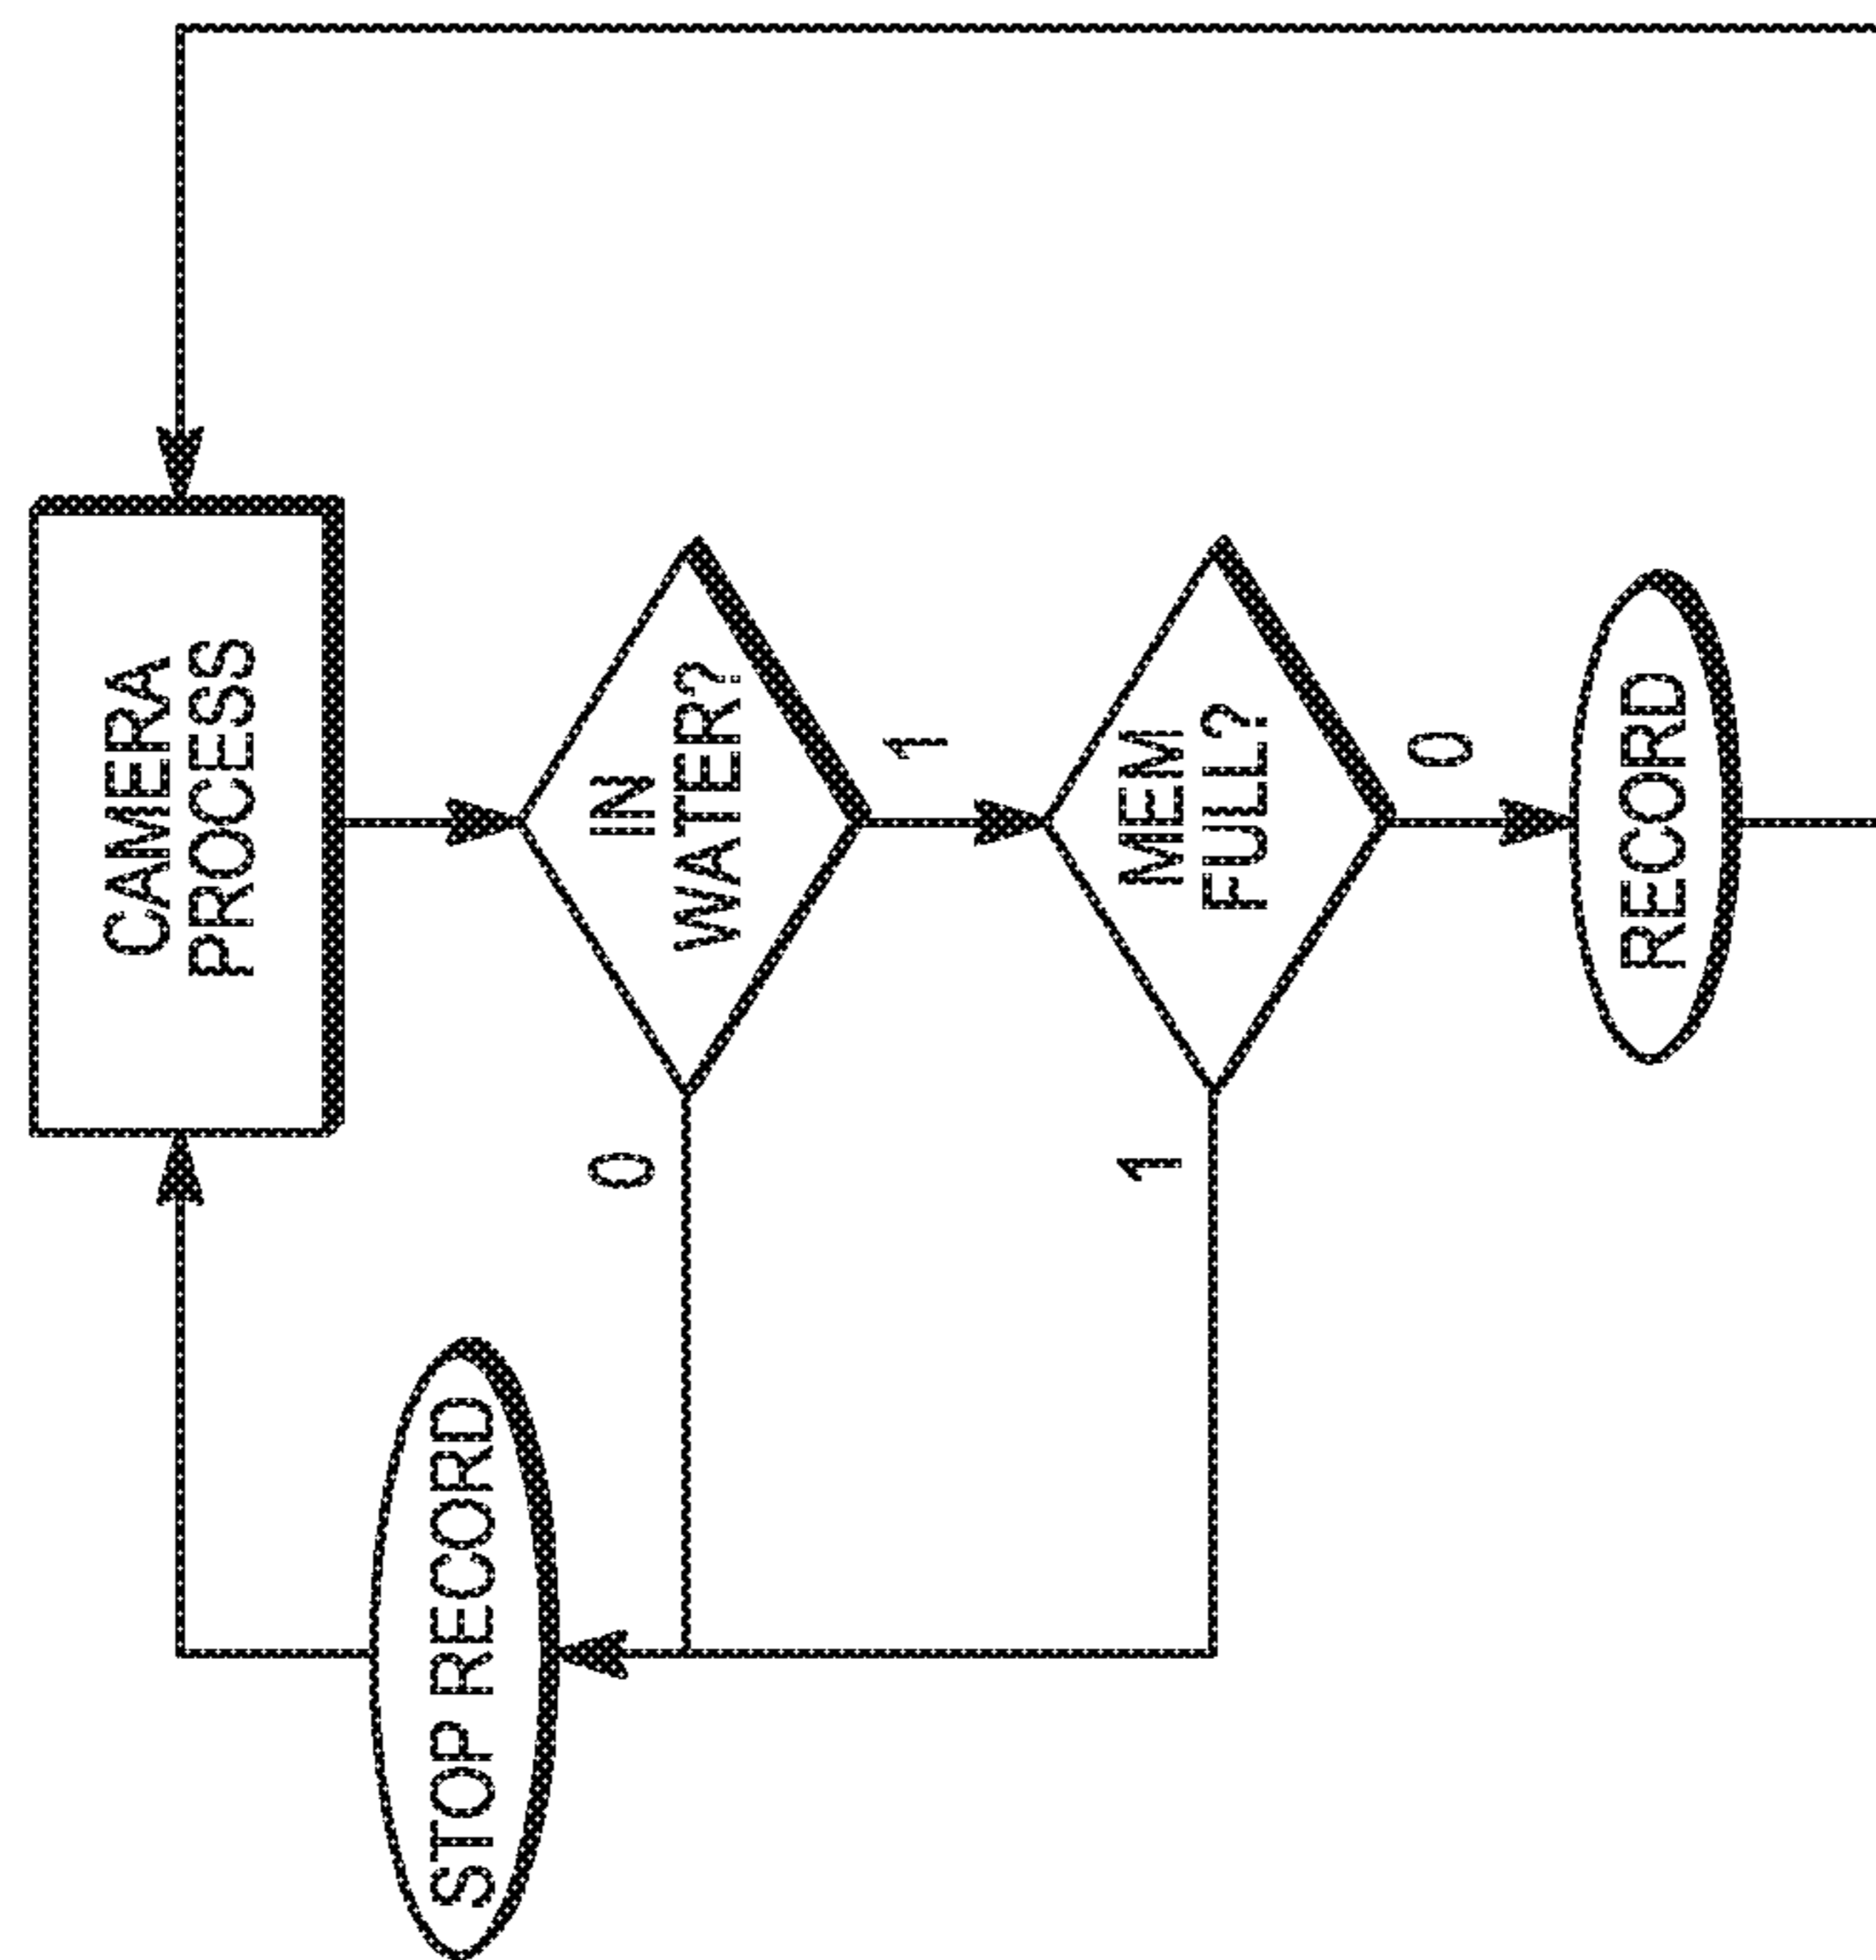 CAMERA
PROCESS
IN
WATER?
0
1
MEM
FULL?
1
0
RECORD
STOP RECORD